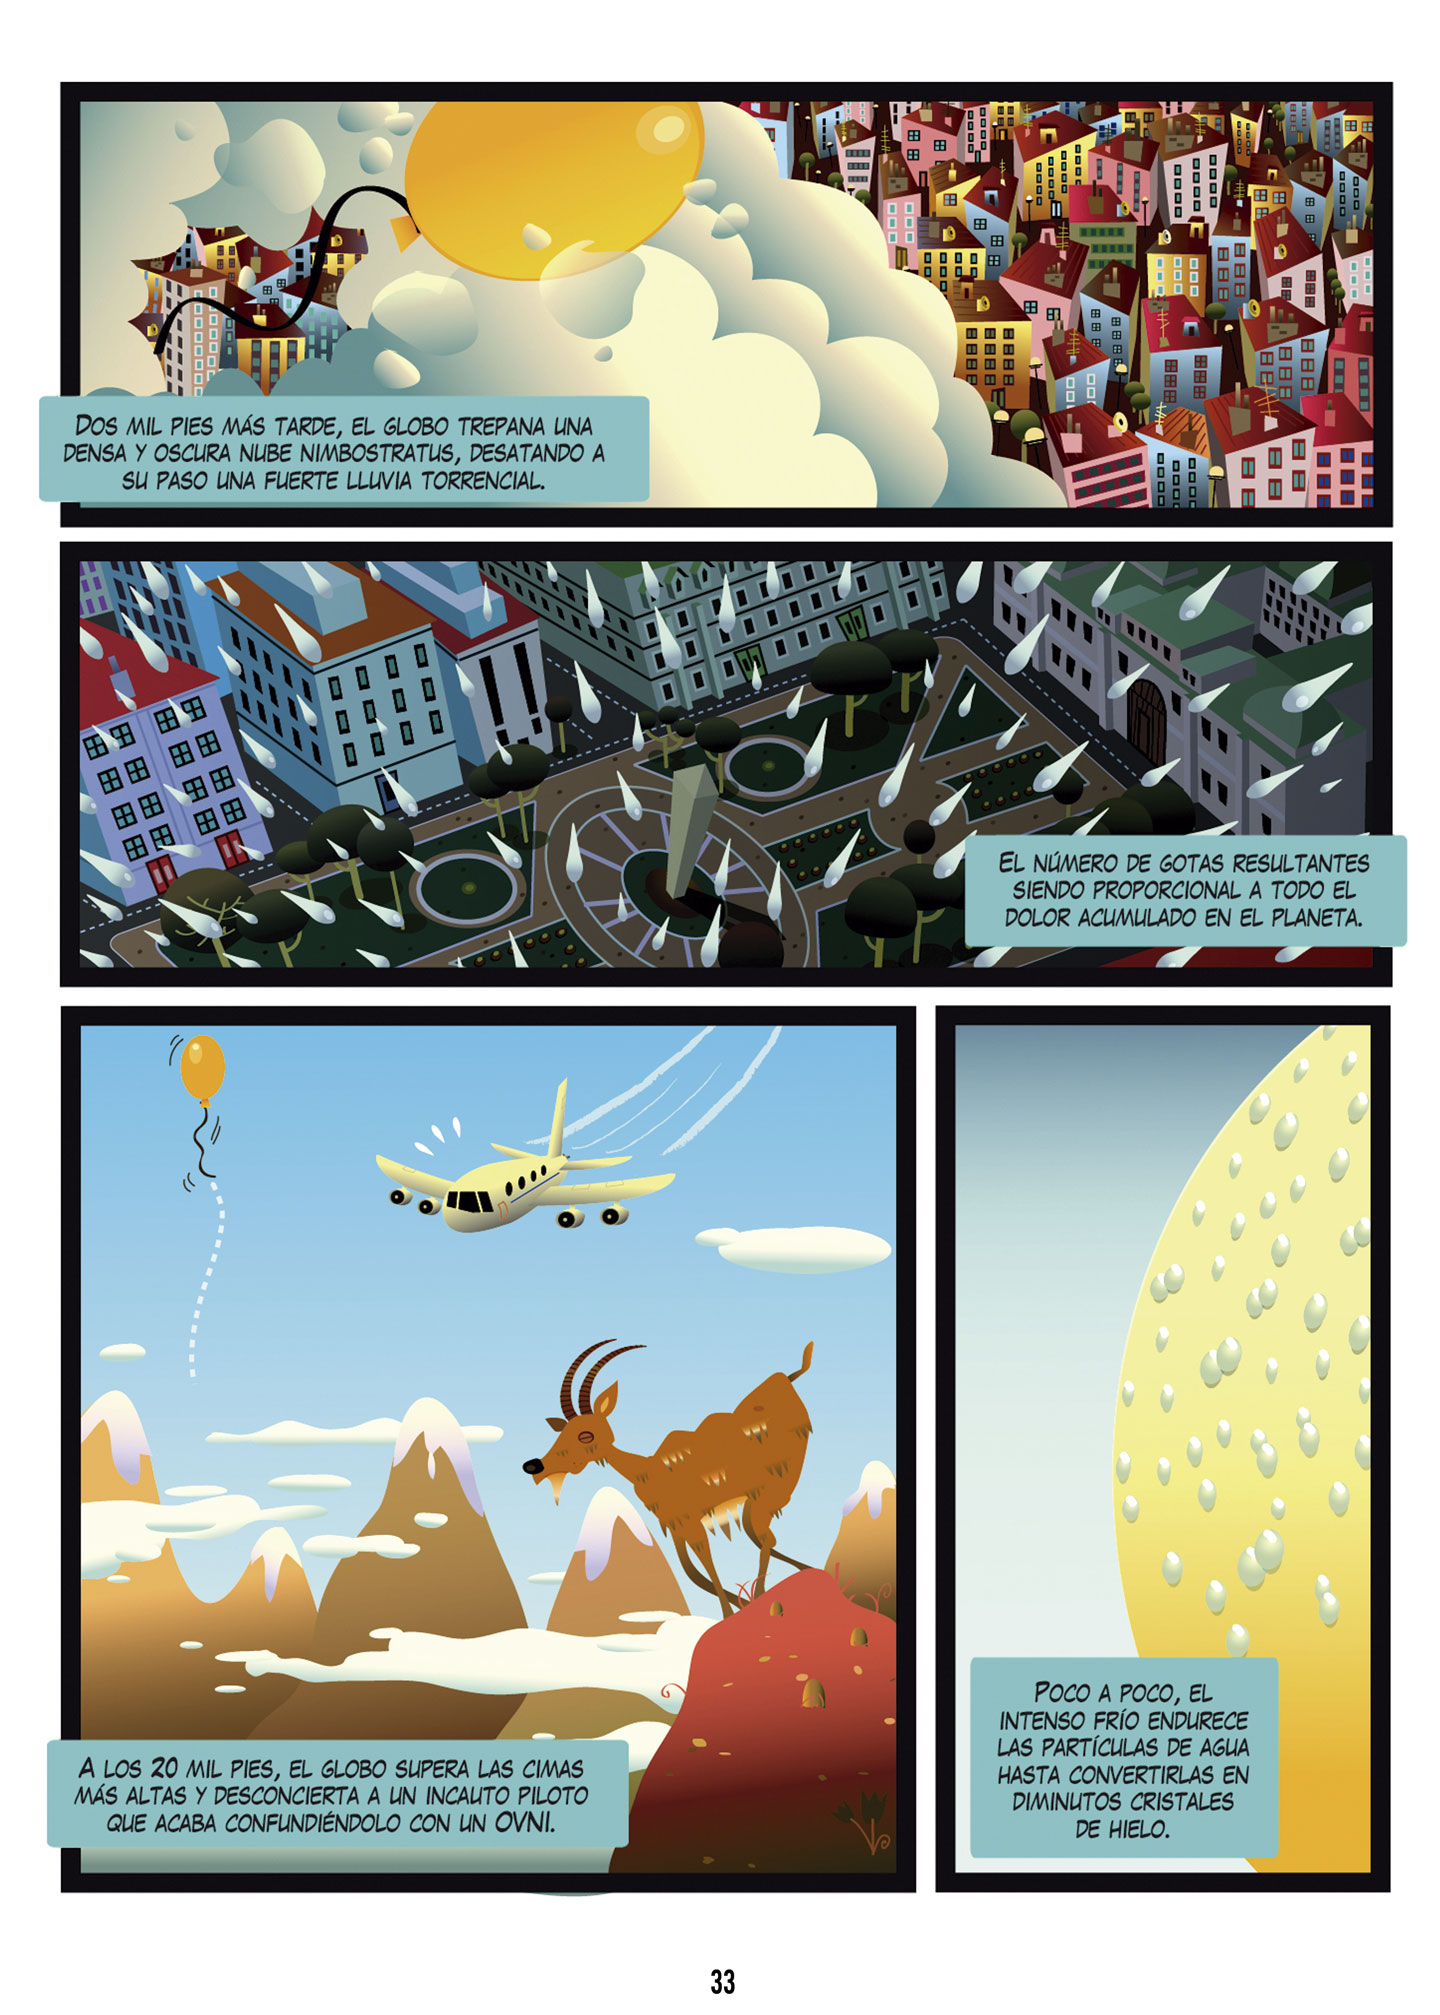 DOS MIL PIES MÁS TARDE, EL GLOBO TREPANA UNA
DENSA Y OSCURA NUBE NIMBOSTRATUS, DESATANDO A
SU PASO UNA FUERTE LLUVIA TORRENCIAL.
EL NÚMERO DE GOTAS RESULTANTES
SIENDO PROPORCIONAL A TODO EL
DOLOR ACUMULADO EN EL PLANETA.
A LOS 20 MIL PIES, EL GLOBO SUPERA LAS CIMAS
MÁS ALTAS Y DESCONCIERTA A UN INCAUTO PILOTO
QUE ACABA CONFUNDIÉNDOLO CON UN OVNI.
POCO A POCO, EL
INTENSO FRÍO ENDURECE
LAS PARTÍCULAS DE AGUA
HASTA CONVERTIRLAS EN
DIMINUTOS CRISTALES
DE HIELO.
33